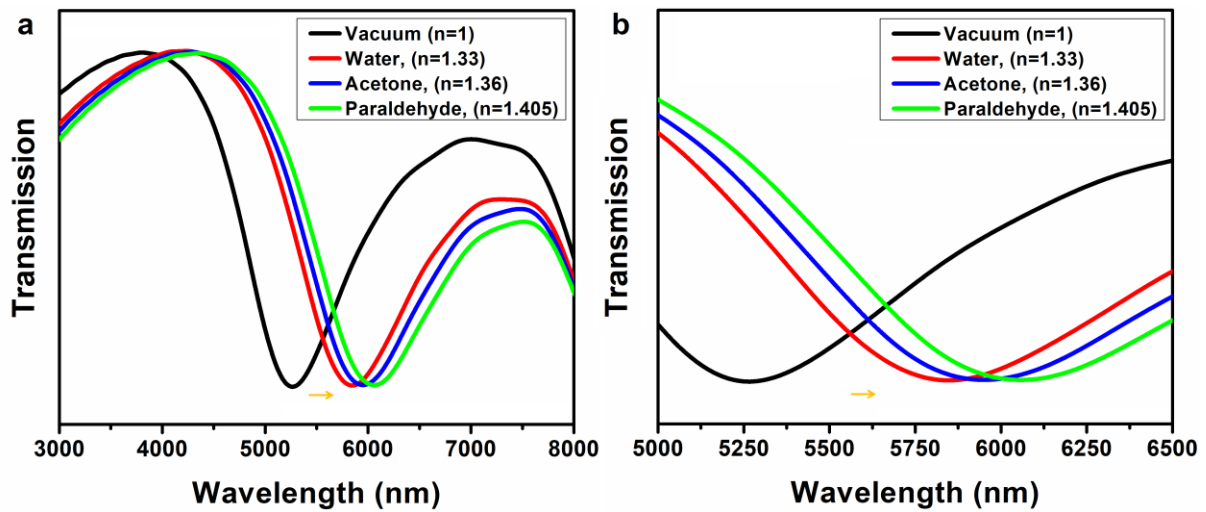 a
Vacuum (n=1)
Water, (n=1.33)
Acetone, (n=1.36)
Paraldehyde, (n=1.405)
Transmission
3000 4000 5000 6000 7000 8000
Wavelength (nm)
b
Vacuum (n=1)
Water, (n=1.33)
Acetone, (n=1.36)
Paraldehyde, (n=1.405)
Transmission
5000 5250 5500 5750 6000 6250 6500
Wavelength (nm)